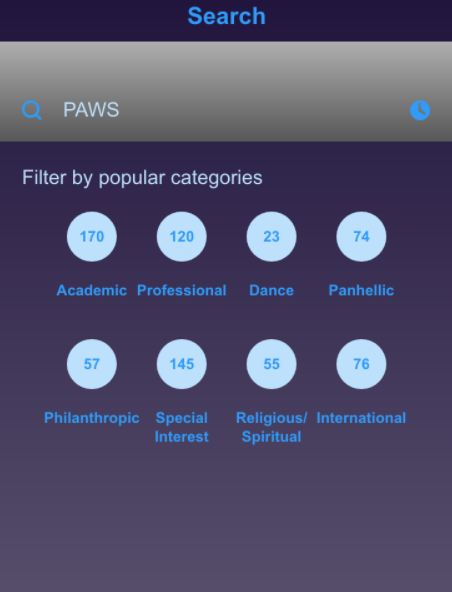 Search
PAWS
Filter by popular categories
170 120 23 74
Academic Professional Dance Panhellic
57 145 55 76
Philanthropic Special Religious/ International
Interest Spiritual